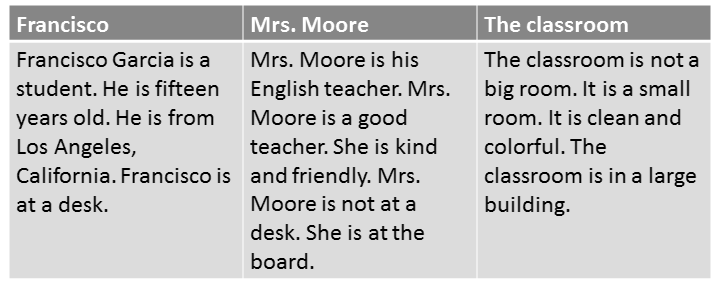 Francisco
Mrs. Moore
The classroom
Francisco Garcia is a
student. He is fifteen
years old. He is from
Los Angeles,
California. Francisco is
at a desk.
Mrs. Moore is his
English teacher. Mrs.
Moore is a good
teacher. She is kind
and friendly. Mrs.
Moore is not at a
desk. She is at the
board.
The classroom is not a
big room. It is a small
room. It is clean and
colorful. The
classroom is in a large
building.